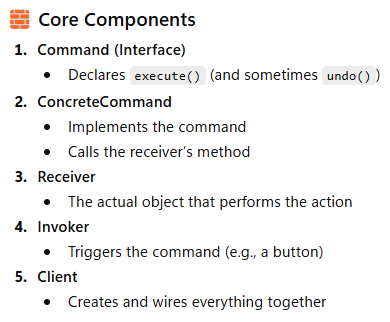 🧱 Core Components
1. Command (Interface)
• Declares execute() (and sometimes undo())
2. ConcreteCommand
• Implements the command
• Calls the receiver’s method
3. Receiver
• The actual object that performs the action
4. Invoker
• Triggers the command (e.g., a button)
5. Client
• Creates and wires everything together